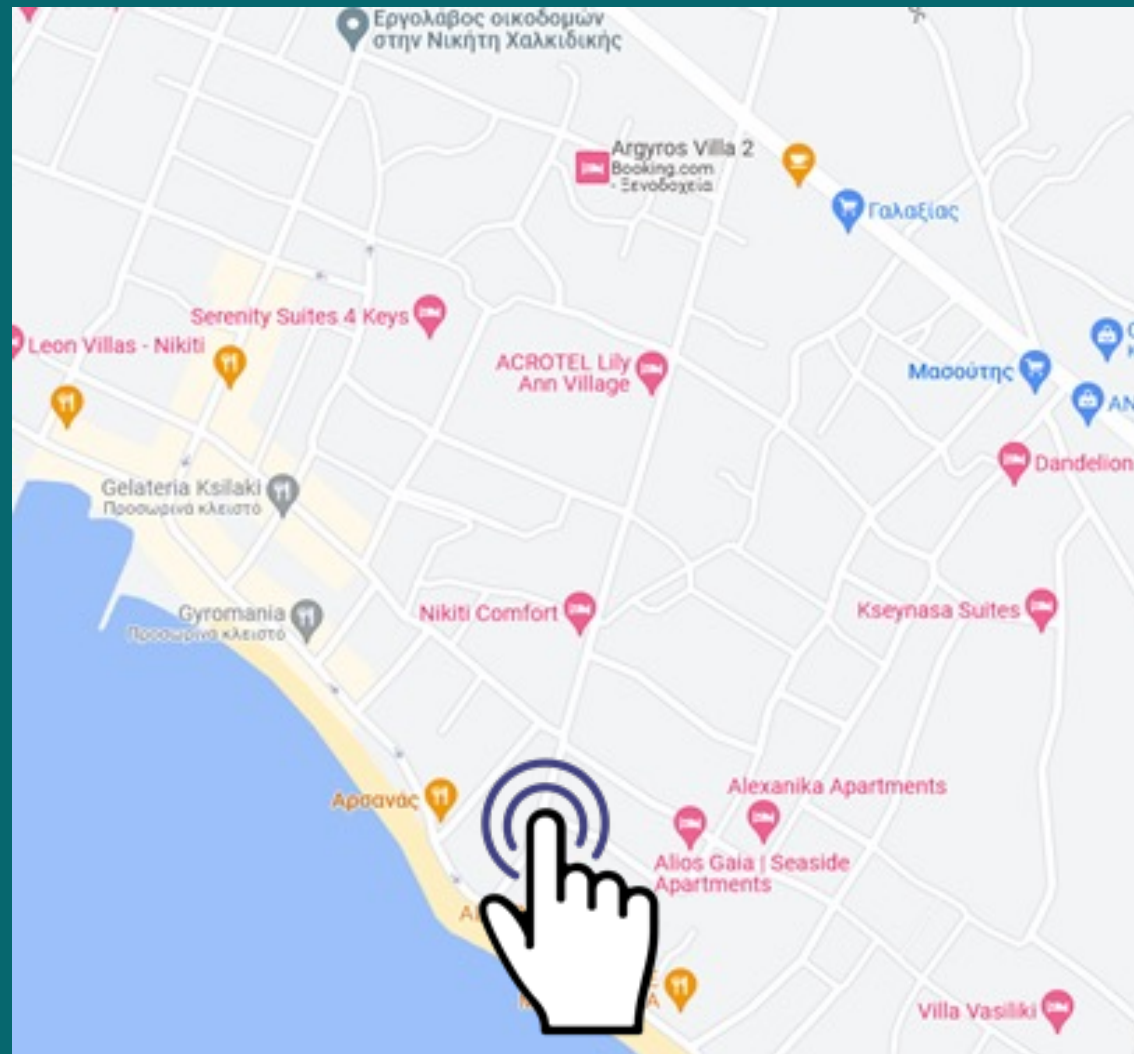 Εργολάβος οικοδομών
στην Νικήτη Χαλκιδικής
Argyros Villa 2
Booking.com
- Ξενοδοχεία
Γαλαξίας
Serenity Suites 4 Keys
Leon Villas - Nikiti
ACROTEL Lily
Ann Village
Μασούτης
AN
Dandelion
Gelateria Ksilaki
Προσωρινά κλειστό
Gyromania
Προσωρινά κλειστό
Nikiti Comfort
Kseynasa Suites
Αρσανάς
Alexanika Apartments
Alios Gaia | Seaside
Apartments
Villa Vasiliki